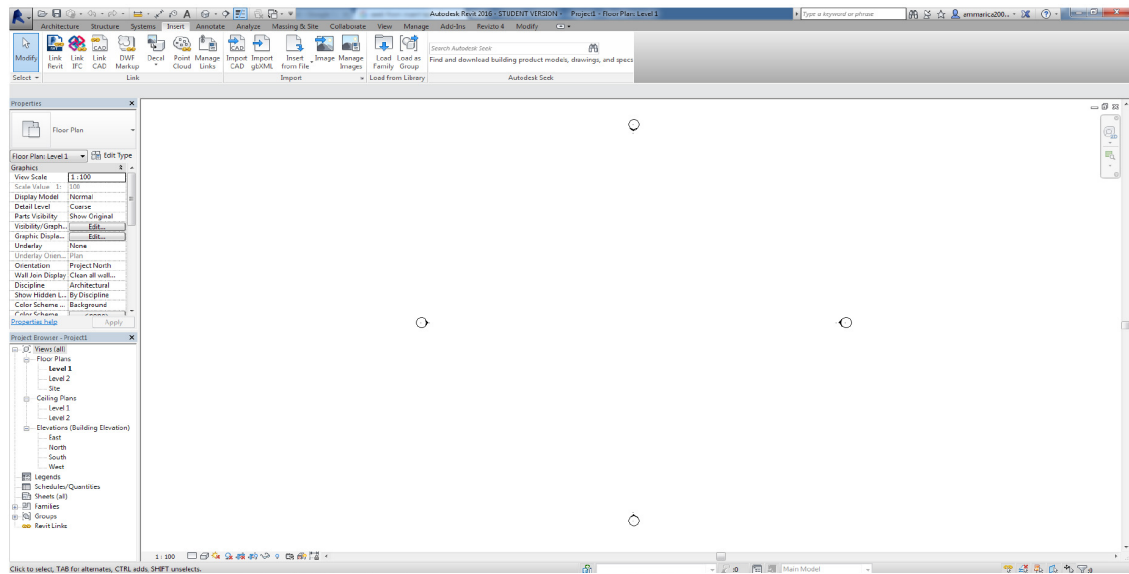 Autodesk Revit 2016 - STUDENT VERSION - Project1 - Floor Plan: Level 1
Type a keyword or phrase
emmarica200...
Architecture Structure Systems Insert Annotate Analyze Massing & Site Collaborate View Manage Add-Ins Revizto 4 Modify
Modify
Link Revit
Link IFC
Link CAD
DWF Markup
Decal
Point Cloud
Manage Links
Import CAD
Import gbXML
Insert from File
Image
Manage Images
Load Family
Load as Group
Search Autodesk Seek
Find and download building product models, drawings, and specs
Select
Link
Import
Load from Library
Autodesk Seek
Properties
Floor Plan
Floor Plan: Level 1
Edit Type
Graphics
View Scale 1 : 100
Scale Value 1: 100
Display Model Normal
Detail Level Coarse
Parts Visibility Show Original
Visibility/Graph... Edit...
Graphic Displa... Edit...
Underlay None
Underlay Orien... Plan
Orientation Project North
Wall Join Display Clean all wall...
Discipline Architectural
Show Hidden L... By Discipline
Color Scheme ... Background
Color Scheme <none>
Properties help Apply
Project Browser - Project1
Views (all)
Floor Plans
Level 1
Level 2
Site
Ceiling Plans
Level 1
Level 2
Elevations (Building Elevation)
East
North
South
West
Legends
Schedules/Quantities
Sheets (all)
Families
Groups
Revit Links
1 : 100
Click to select, TAB for alternates, CTRL adds, SHIFT unselects.
:0
Main Model